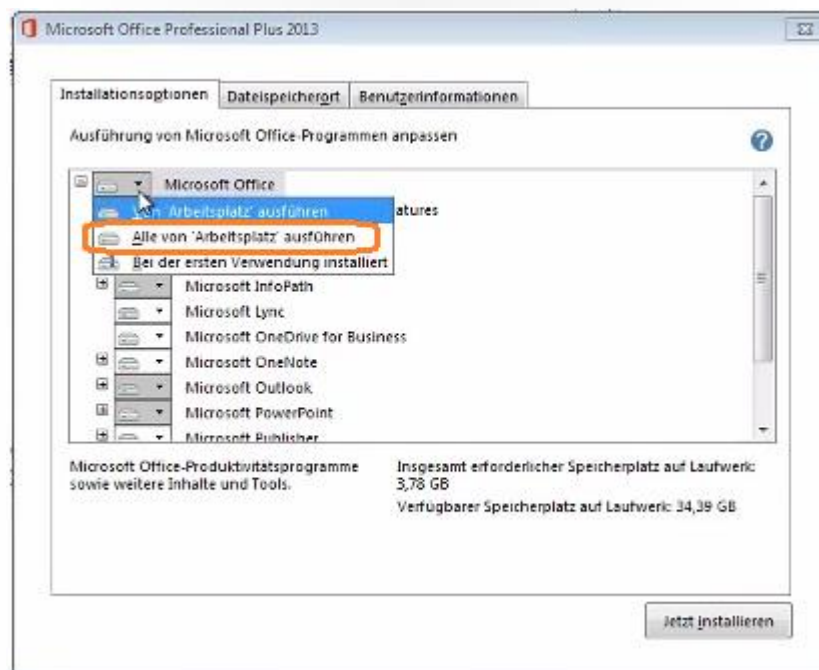 Microsoft Office Professional Plus 2013
Installationsoptionen
Dateispeicherort
Benutzerinformationen
Ausführung von Microsoft Office-Programmen anpassen
Microsoft Office
Von 'Arbeitsplatz' ausführen
atures
Alle von 'Arbeitsplatz' ausführen
Bei der ersten Verwendung installiert
Microsoft InfoPath
Microsoft Lync
Microsoft OneDrive for Business
Microsoft OneNote
Microsoft Outlook
Microsoft PowerPoint
Microsoft Publisher
Microsoft Office-Produktivitätsprogramme
sowie weitere Inhalte und Tools.
Insgesamt erforderlicher Speicherplatz auf Laufwerk:
3,78 GB
Verfügbarer Speicherplatz auf Laufwerk: 34,39 GB
Jetzt installieren